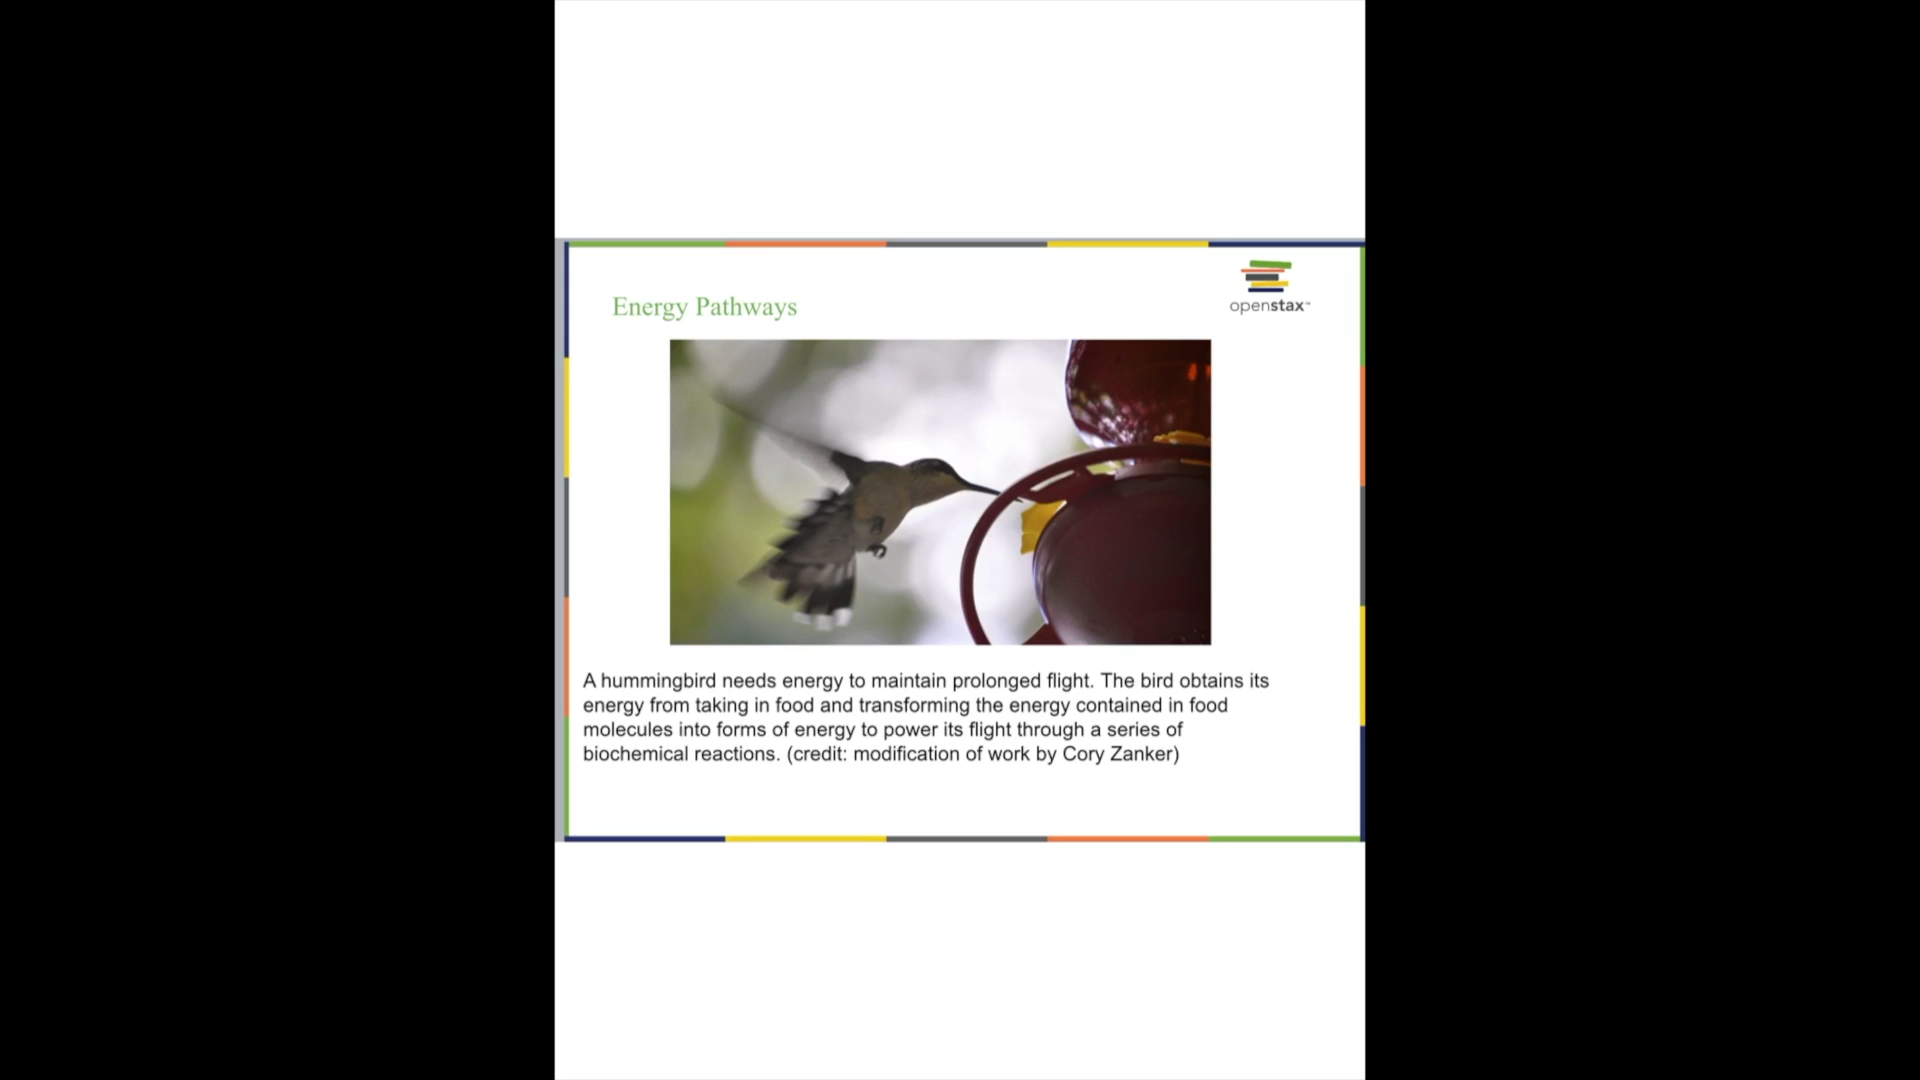 openstax™
Energy Pathways
A hummingbird needs energy to maintain prolonged flight. The bird obtains its
energy from taking in food and transforming the energy contained in food
molecules into forms of energy to power its flight through a series of
biochemical reactions. (credit: modification of work by Cory Zanker)